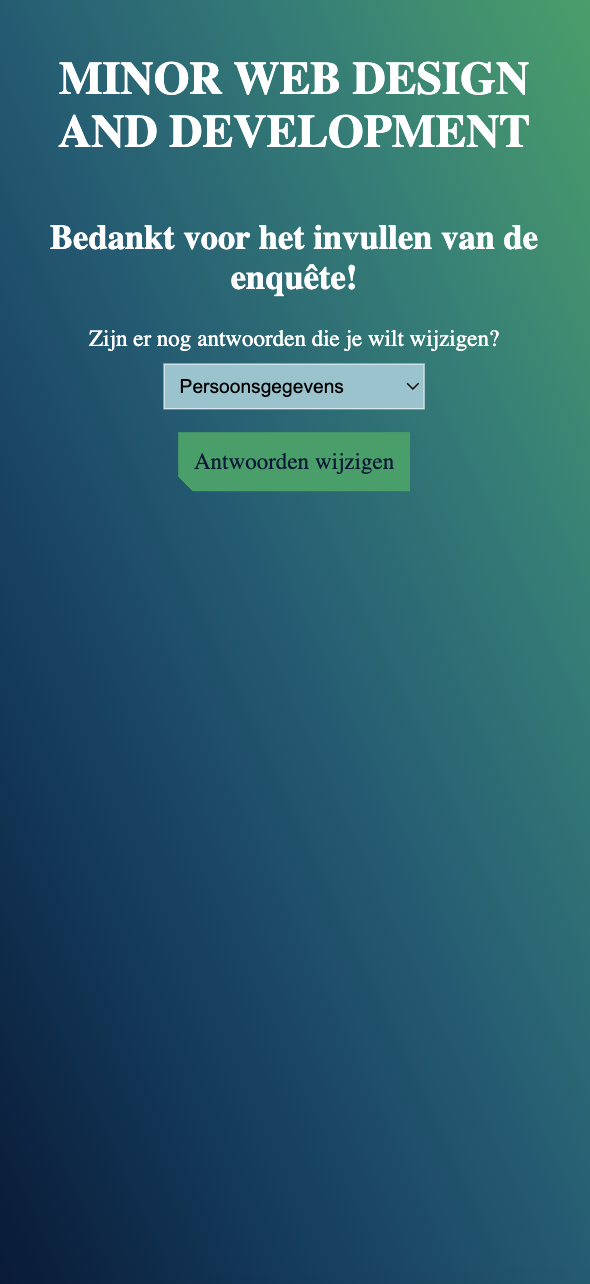 MINOR WEB DESIGN
AND DEVELOPMENT
Bedankt voor het invullen van de
enquête!
Zijn er nog antwoorden die je wilt wijzigen?
Persoonsgegevens
Antwoorden wijzigen